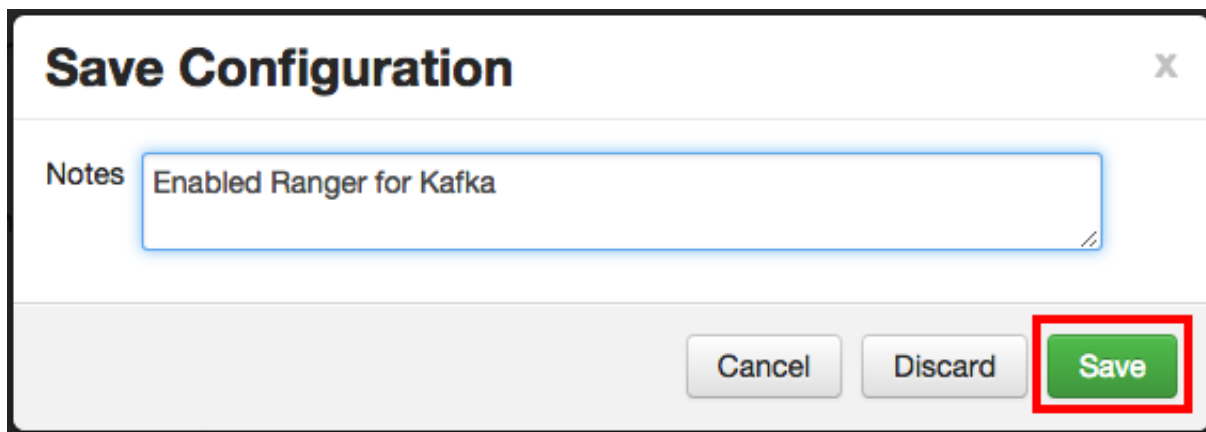 Save Configuration
x
Notes
Enabled Ranger for Kafka
Cancel
Discard
Save